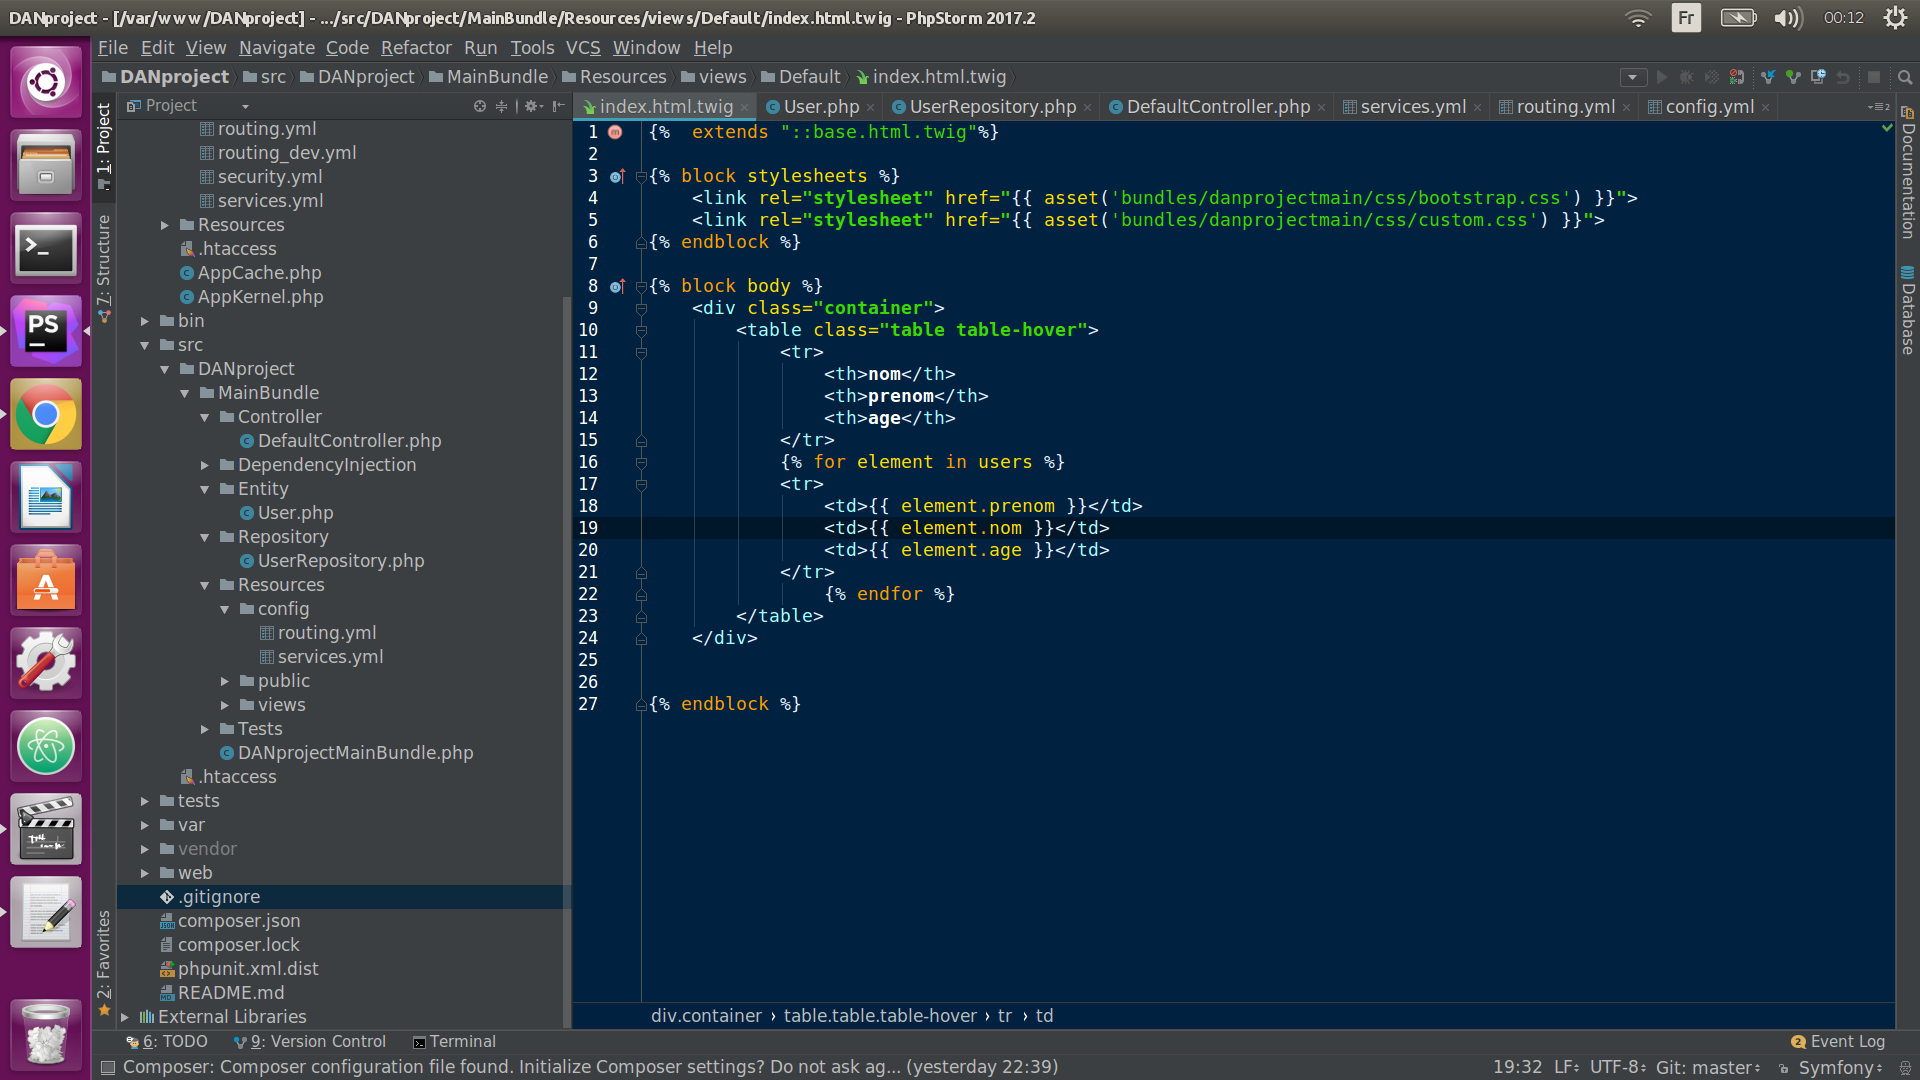 DANproject - [/var/www/DANproject] - .../src/DANproject/MainBundle/Resources/views/Default/index.html.twig - PhpStorm 2017.2
Fr
00:12
File Edit View Navigate Code Refactor Run Tools VCS Window Help
DANproject src DANproject MainBundle Resources views Default index.html.twig
Project
index.html.twig User.php UserRepository.php DefaultController.php services.yml routing.yml config.yml
1: Project
7: Structure
2: Favorites
routing.yml
routing_dev.yml
security.yml
services.yml
Resources
.htaccess
AppCache.php
AppKernel.php
bin
src
DANproject
MainBundle
Controller
DefaultController.php
DependencyInjection
Entity
User.php
Repository
UserRepository.php
Resources
config
routing.yml
services.yml
public
views
Tests
DANprojectMainBundle.php
.htaccess
tests
var
vendor
web
.gitignore
composer.json
composer.lock
phpunit.xml.dist
README.md
External Libraries
1 {%  extends "::base.html.twig"%}
2
3 {% block stylesheets %}
4     <link rel="stylesheet" href="{{ asset('bundles/danprojectmain/css/bootstrap.css') }}">
5     <link rel="stylesheet" href="{{ asset('bundles/danprojectmain/css/custom.css') }}">
6 {% endblock %}
7
8 {% block body %}
9     <div class="container">
10         <table class="table table-hover">
11             <tr>
12                 <th>nom</th>
13                 <th>prenom</th>
14                 <th>age</th>
15             </tr>
16             {% for element in users %}
17             <tr>
18                 <td>{{ element.prenom }}</td>
19                 <td>{{ element.nom }}</td>
20                 <td>{{ element.age }}</td>
21             </tr>
22                 {% endfor %}
23         </table>
24     </div>
25
26
27 {% endblock %}
div.container › table.table.table-hover › tr › td
Documentation
Database
PS
6: TODO 9: Version Control Terminal
2 Event Log
Composer: Composer configuration file found. Initialize Composer settings? Do not ask ag... (yesterday 22:39)
19:32 LF UTF-8 Git: master Symfony